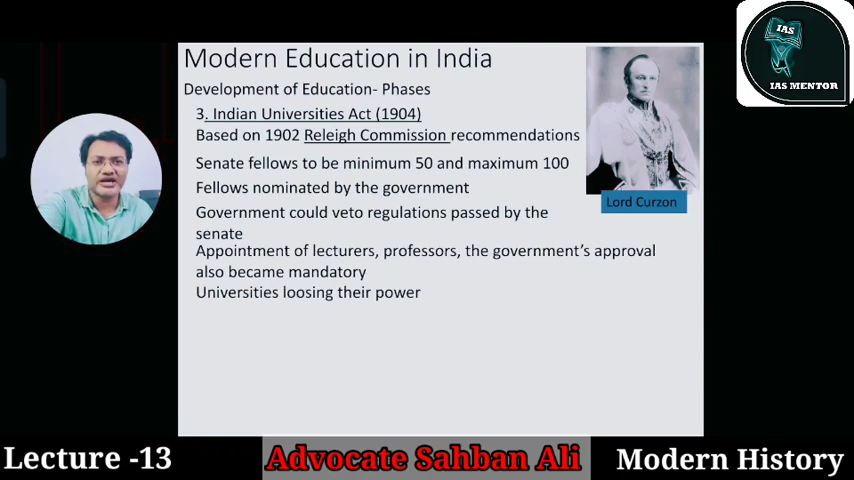 Modern Education in India
Development of Education- Phases
3. Indian Universities Act (1904)
Based on 1902 Releigh Commission recommendations
Senate fellows to be minimum 50 and maximum 100
Fellows nominated by the government
Government could veto regulations passed by the
senate
Appointment of lecturers, professors, the government's approval
also became mandatory
Universities loosing their power
Lord Curzon
IAS
IAS MENTOR
Lecture -13
Advocate Sahban Ali
Modern History